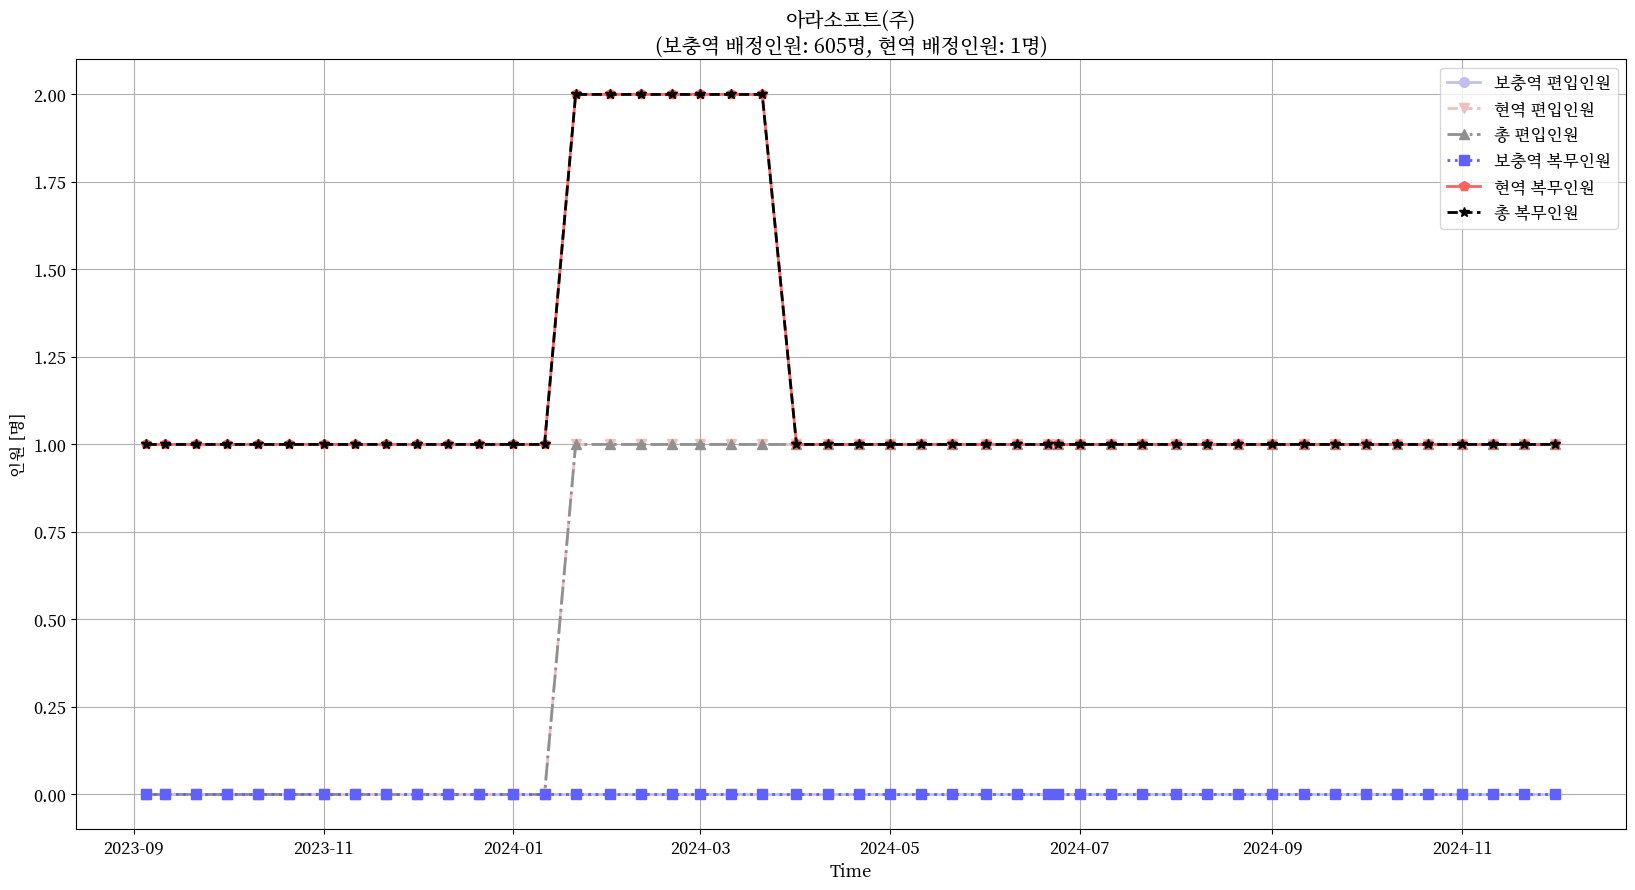 아라소프트(주)
(보충역 배정인원: 605명, 현역 배정인원: 1명)
보충역 편입인원
현역 편입인원
총 편입인원
보충역 복무인원
현역 복무인원
총 복무인원
2.00
1.75
1.50
1.25
1.00
0.75
0.50
0.25
0.00
인원 [명]
2023-09 2023-11 2024-01 2024-03 2024-05 2024-07 2024-09 2024-11
Time